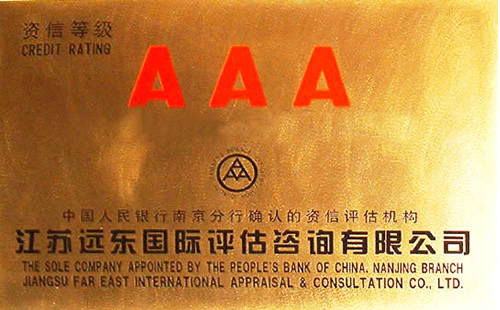 资信等级
CREDIT RATING
AAA
中国人民银行南京分行确认的资信评估机构
江苏远东国际评估咨询有限公司
THE SOLE COMPANY APPOINTED BY THE PEOPLE'S BANK OF CHINA, NANJING BRANCH
JIANGSU FAR EAST INTERNATIONAL APPRAISAL & CONSULTATION CO., LTD.